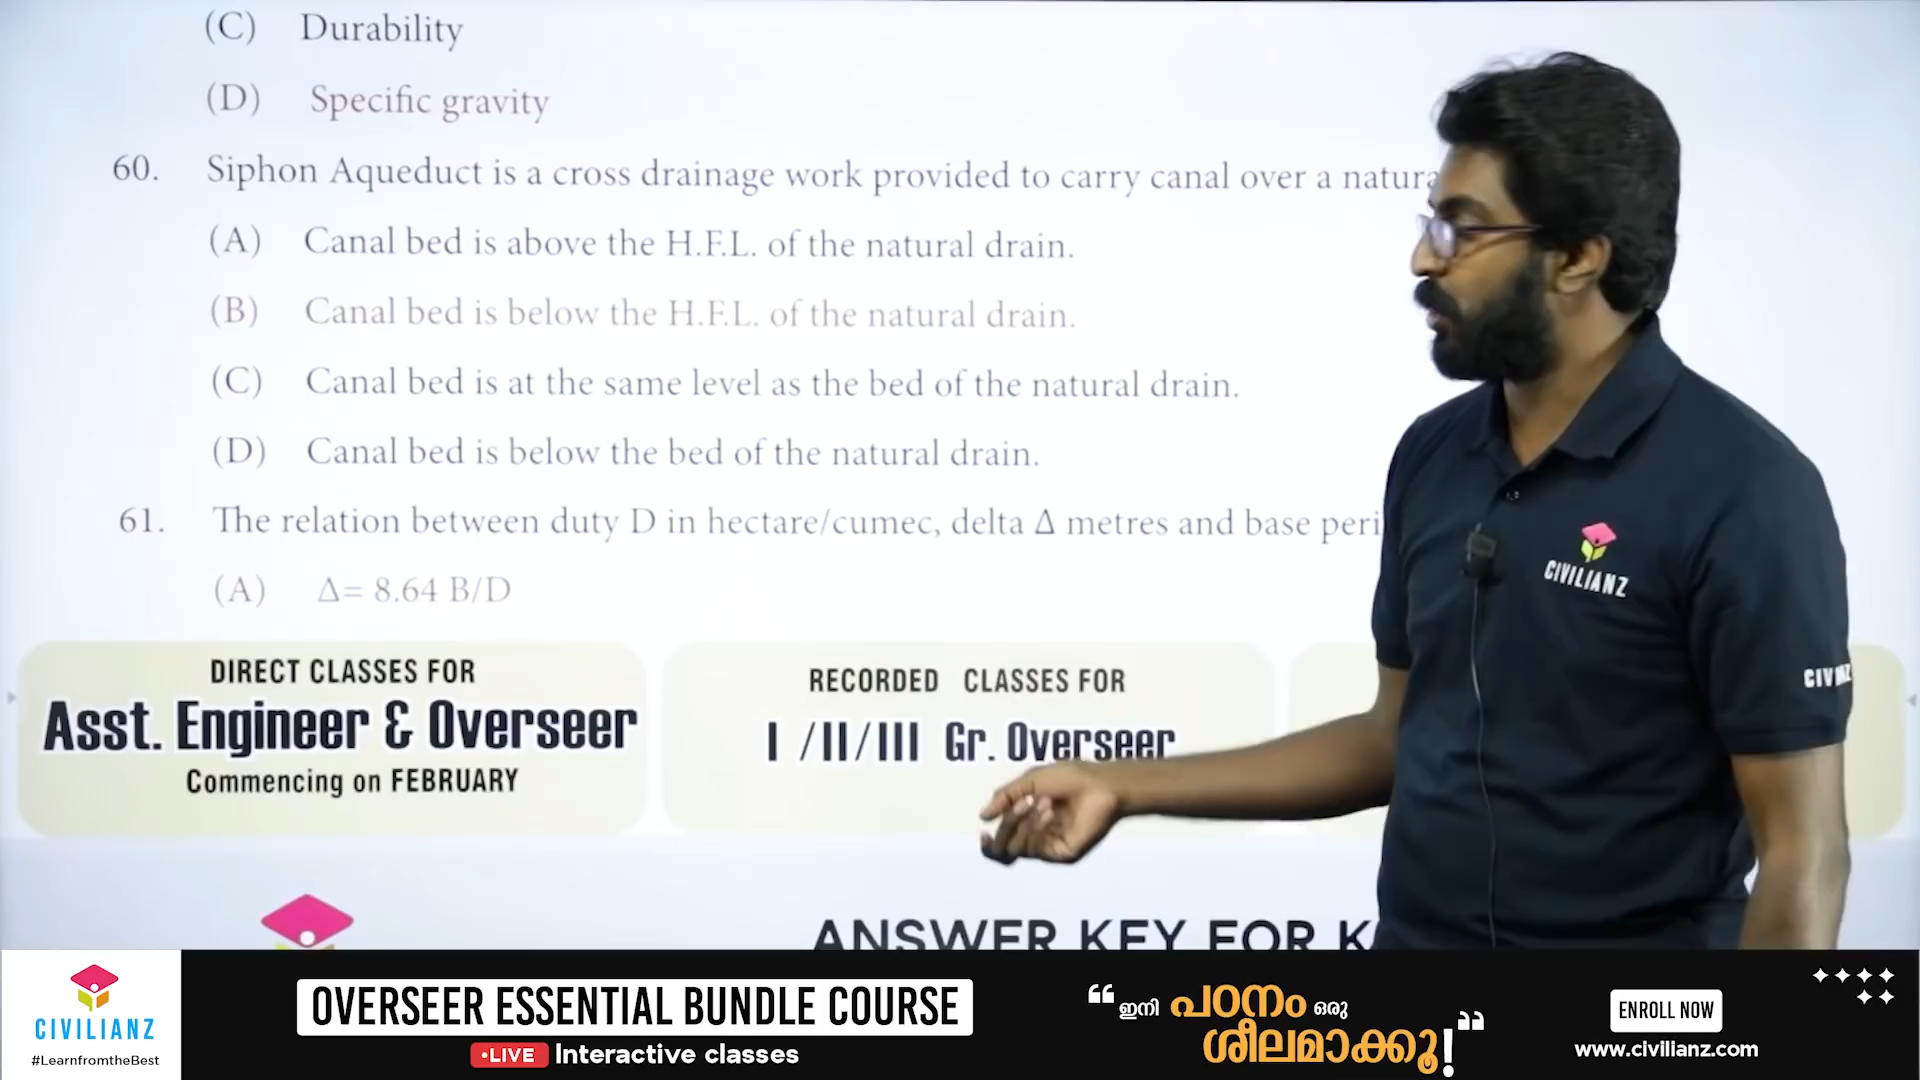 (C) Durability
(D) Specific gravity
60. Siphon Aqueduct is a cross drainage work provided to carry canal over a natura
(A) Canal bed is above the H.F.L. of the natural drain.
(B) Canal bed is below the H.F.L. of the natural drain.
(C) Canal bed is at the same level as the bed of the natural drain.
(D) Canal bed is below the bed of the natural drain.
61. The relation between duty D in hectare/cumec, delta Δ metres and base peri
(A) Δ= 8.64 B/D
DIRECT CLASSES FOR
Asst. Engineer & Overseer
Commencing on FEBRUARY
RECORDED CLASSES FOR
I /II/III Gr. Overseer
CIVILIANZ
ANSWER KEY FOR K
CIVILIANZ
#LearnfromtheBest
OVERSEER ESSENTIAL BUNDLE COURSE
•LIVE Interactive classes
“ഇനി പഠനം ഒരു
ശീലമാക്കൂ!”
ENROLL NOW
www.civilianz.com